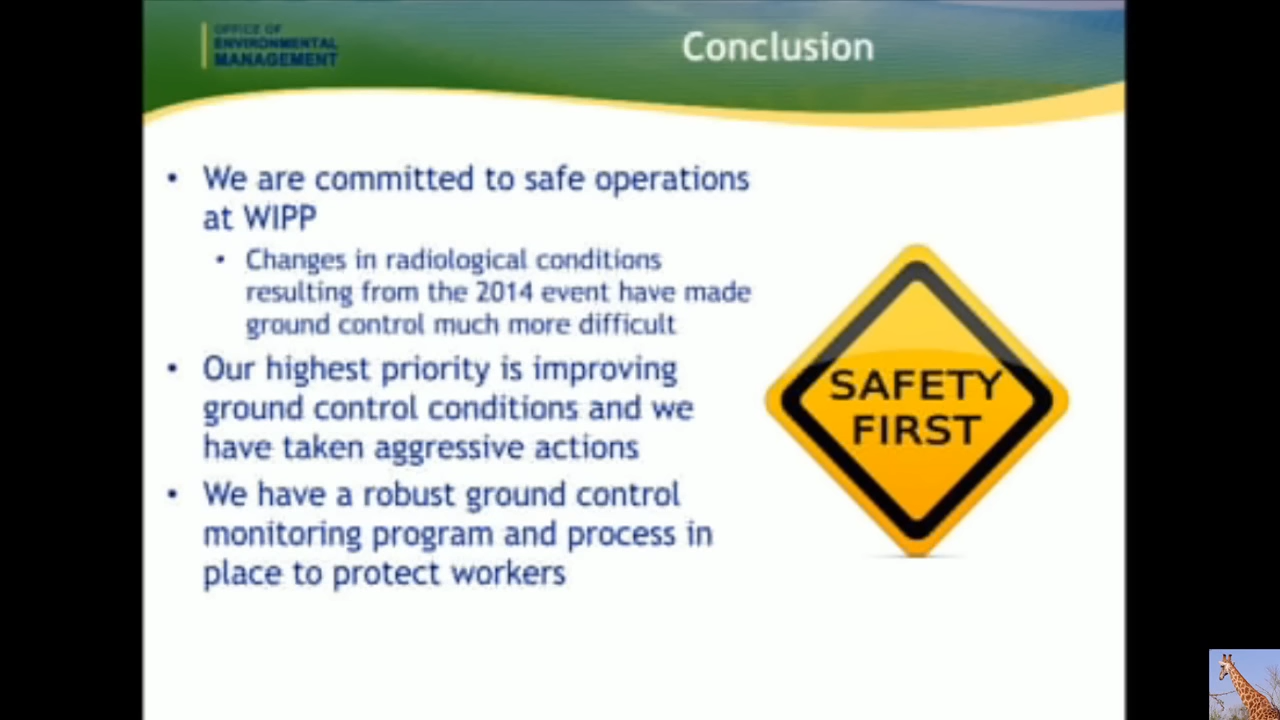 OFFICE OF
ENVIRONMENTAL
MANAGEMENT
Conclusion
• We are committed to safe operations
at WIPP
• Changes in radiological conditions
resulting from the 2014 event have made
ground control much more difficult
• Our highest priority is improving
ground control conditions and we
have taken aggressive actions
• We have a robust ground control
monitoring program and process in
place to protect workers
SAFETY
FIRST